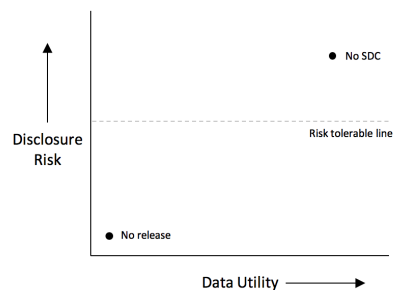 No SDC
Risk tolerable line
Disclosure
Risk
No release
Data Utility